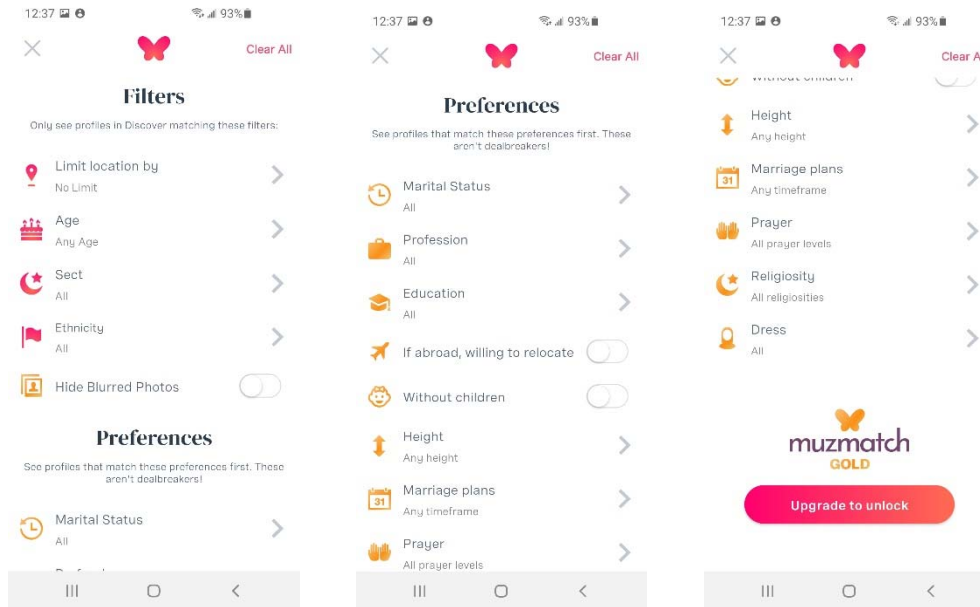 12:37
93%
Clear All
Filters
Only see profiles in Discover matching these filters:
Limit location by
No Limit
Age
Any Age
Sect
All
Ethnicity
All
Hide Blurred Photos
Preferences
See profiles that match these preferences first. These
aren't dealbreakers!
Marital Status
All
12:37
93%
Clear All
Preferences
See profiles that match these preferences first. These
aren't dealbreakers!
Marital Status
All
Profession
All
Education
All
If abroad, willing to relocate
Without children
Height
Any height
31
Marriage plans
Any timeframe
Prayer
All prayer levels
12:37
93%
Clear A
Without children
Height
Any height
31
Marriage plans
Any timeframe
Prayer
All prayer levels
Religiosity
All religiosities
Dress
All
muzmatch
GOLD
Upgrade to unlock